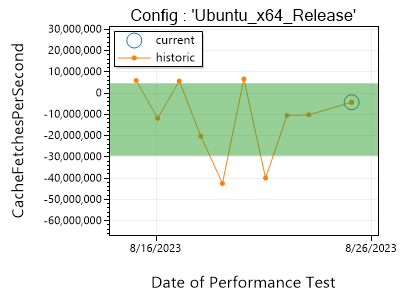 Config : 'Ubuntu_x64_Release'
30,000,000
20,000,000
10,000,000
0
-10,000,000
-20,000,000
-30,000,000
-40,000,000
-50,000,000
-60,000,000
CacheFetchesPerSecond
current
historic
8/16/2023
8/26/2023
Date of Performance Test